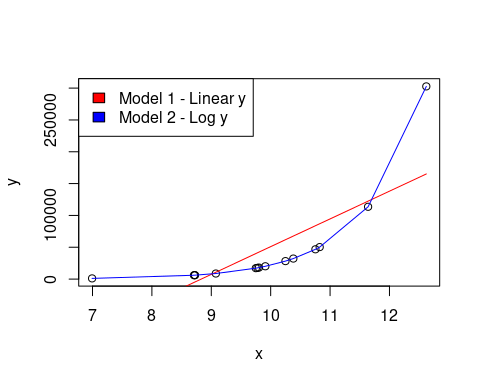 Model 1 - Linear y
Model 2 - Log y
y
0
100000
250000
7 8 9 10 11 12
x